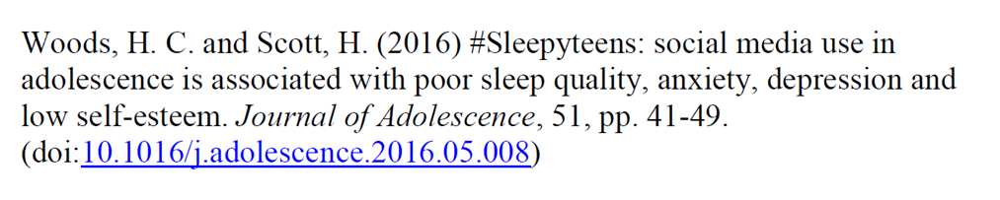 Woods, H. C. and Scott, H. (2016) #Sleepyteens: social media use in
adolescence is associated with poor sleep quality, anxiety, depression and
low self-esteem. Journal of Adolescence, 51, pp. 41-49.
(doi:10.1016/j.adolescence.2016.05.008)